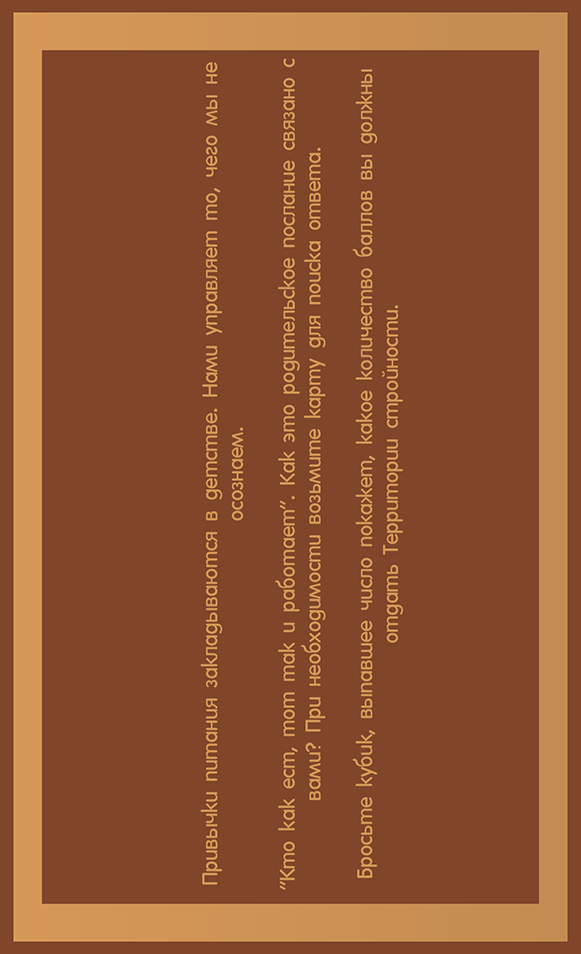 Привычки питания закладываются в детстве. Нами управляет то, чего мы не
осознаем.
"Кто как ест, тот так и работает". Как это родительское послание связано с
вами? При необходимости возьмите карту для поиска ответа.
Бросьте кубик, выпавшее число покажет, какое количество баллов вы должны
отдать Территории стройности.